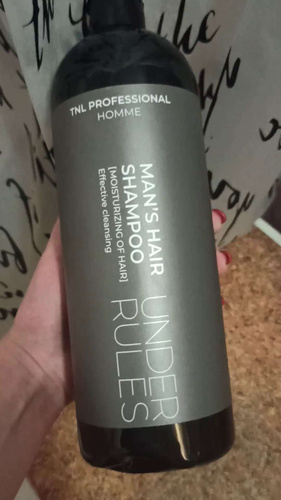 TNL PROFESSIONAL
HOMME
MAN'S HAIR
SHAMPOO
[MOISTURIZING OF HAIR]
Effective cleansing
UNDER
RULES